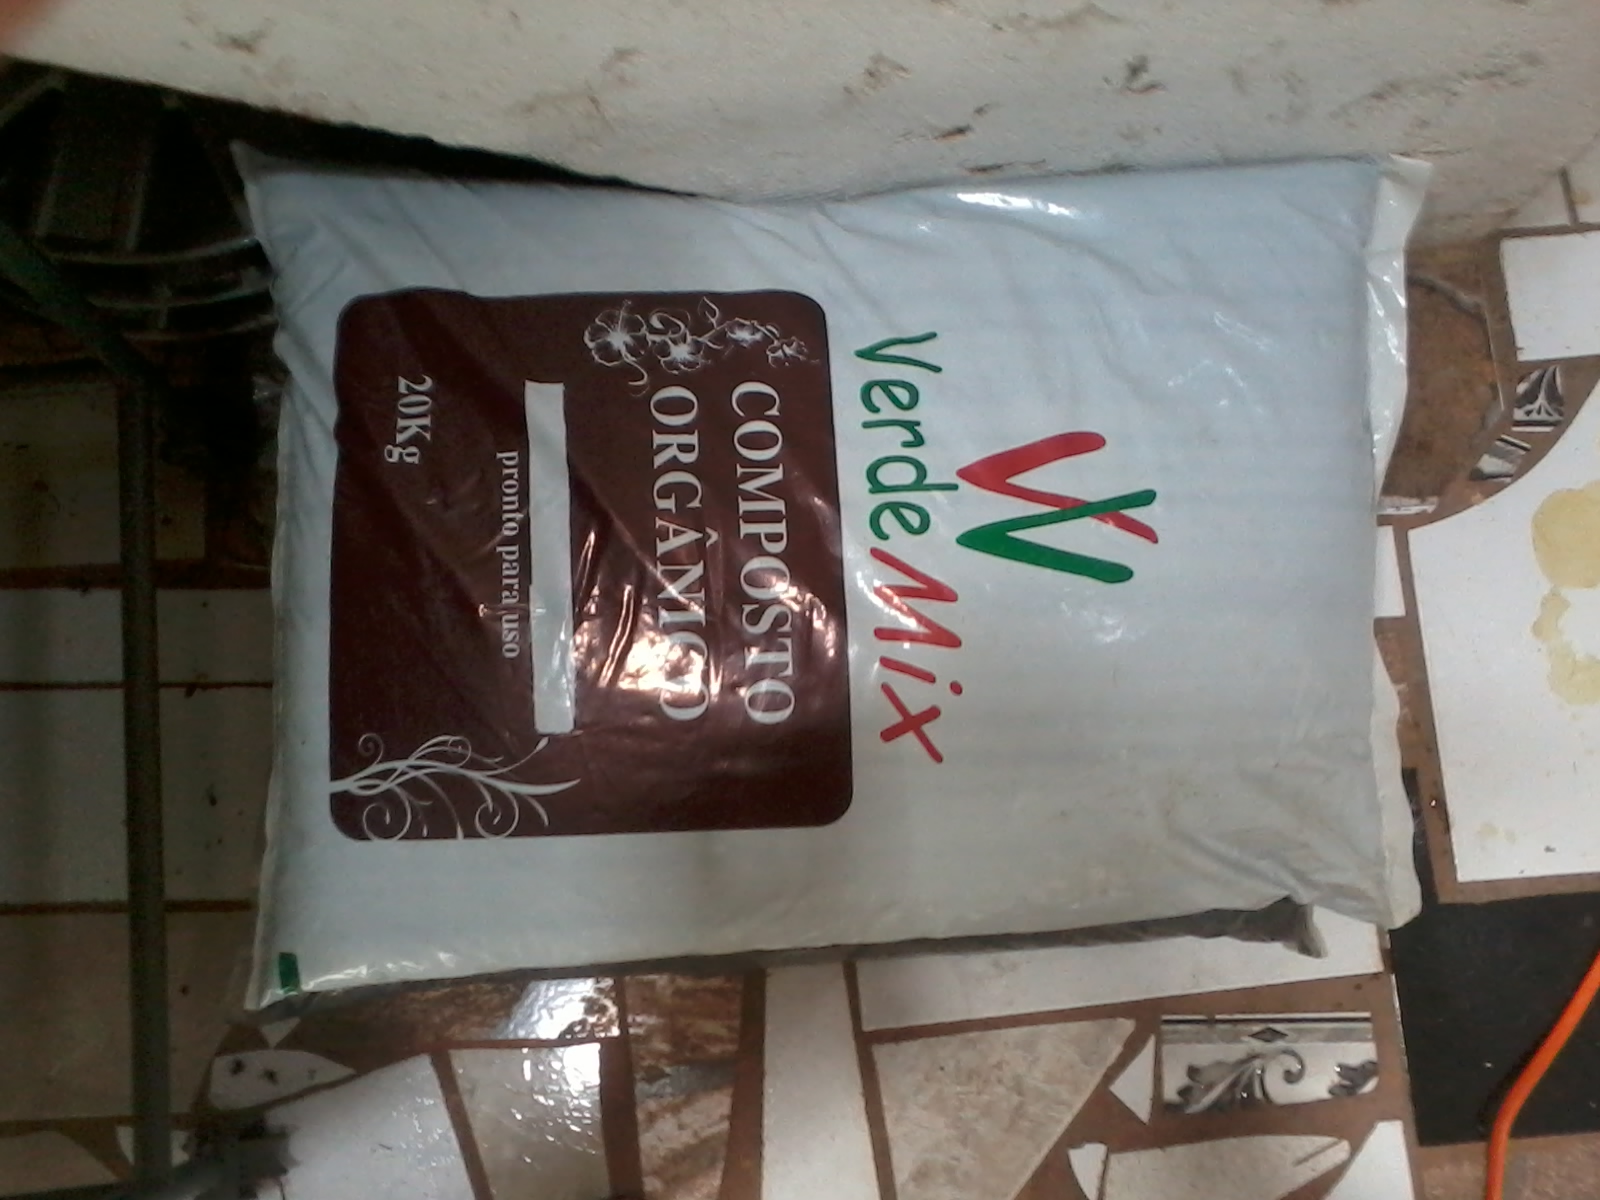 VerdeMix
COMPOSTO
ORGÂNICO
pronto para uso
20Kg